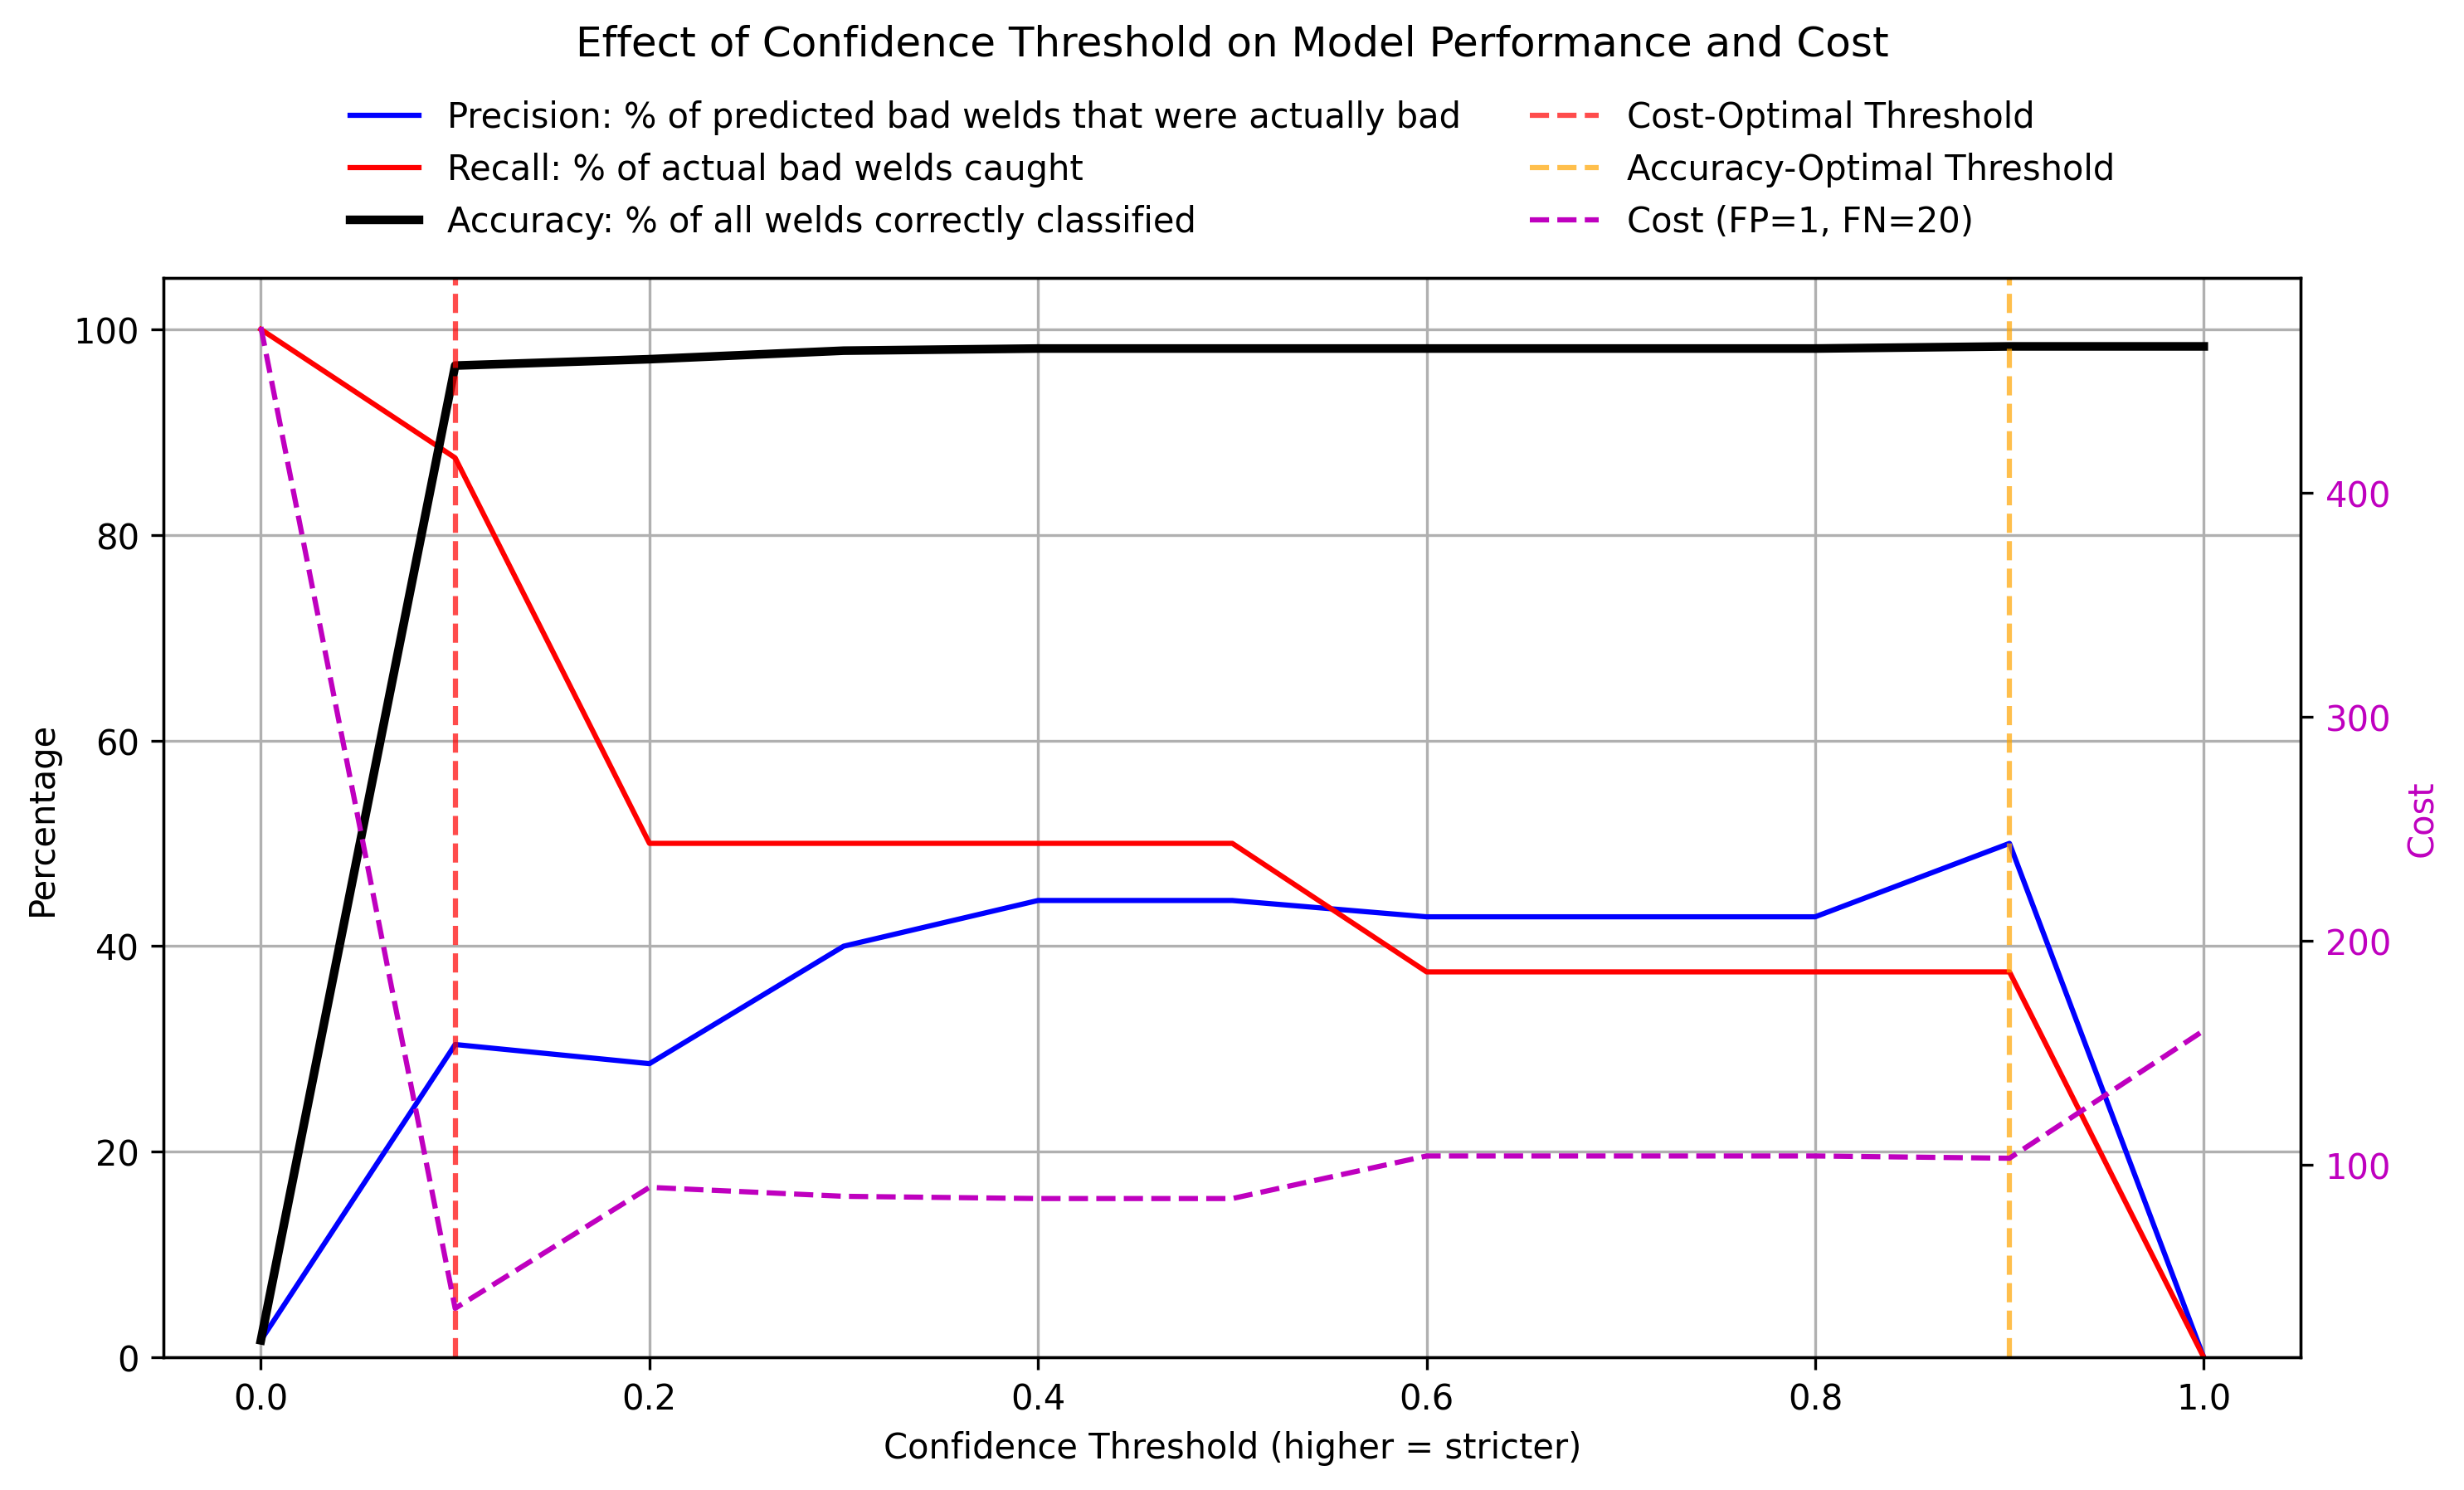 Effect of Confidence Threshold on Model Performance and Cost
Precision: % of predicted bad welds that were actually bad
Recall: % of actual bad welds caught
Accuracy: % of all welds correctly classified
Cost-Optimal Threshold
Accuracy-Optimal Threshold
Cost (FP=1, FN=20)
Percentage
100
80
60
40
20
0
400
300
200
100
Cost
0.0
0.2
0.4
0.6
0.8
1.0
Confidence Threshold (higher = stricter)